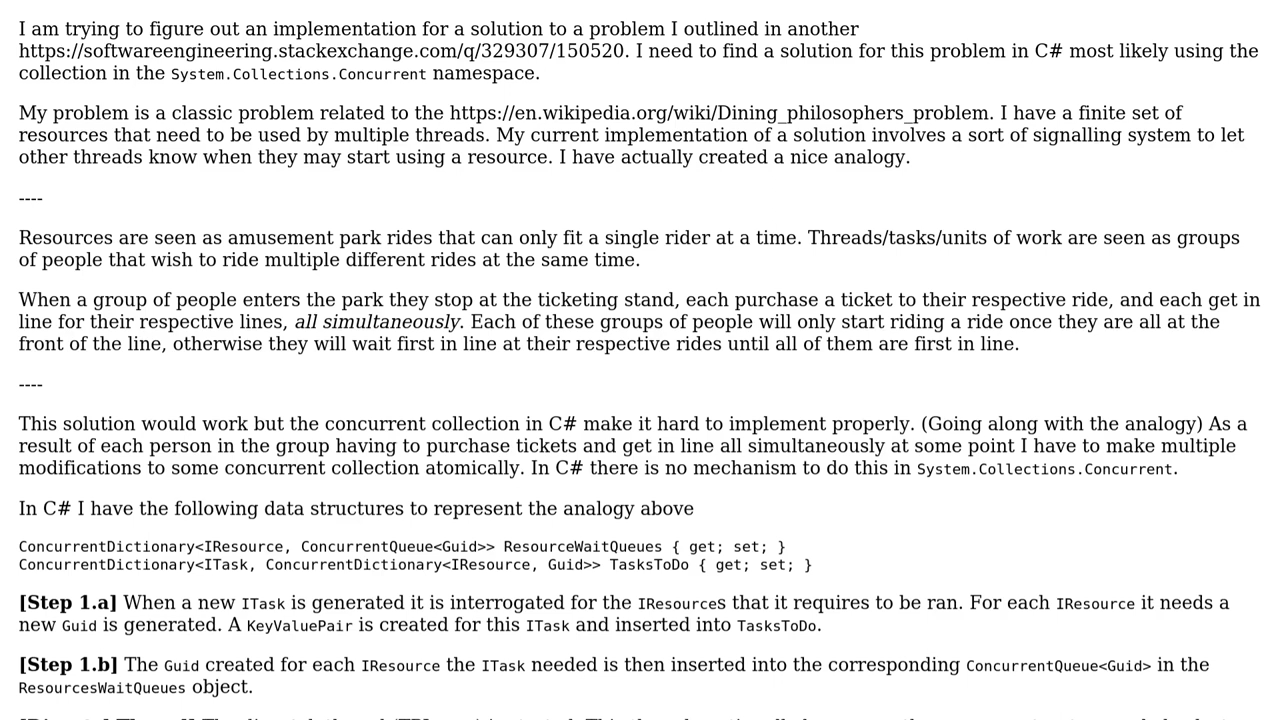 I am trying to figure out an implementation for a solution to a problem I outlined in another
https://softwareengineering.stackexchange.com/q/329307/150520. I need to find a solution for this problem in C# most likely using the
collection in the System.Collections.Concurrent namespace.
My problem is a classic problem related to the https://en.wikipedia.org/wiki/Dining_philosophers_problem. I have a finite set of
resources that need to be used by multiple threads. My current implementation of a solution involves a sort of signalling system to let
other threads know when they may start using a resource. I have actually created a nice analogy.
----
Resources are seen as amusement park rides that can only fit a single rider at a time. Threads/tasks/units of work are seen as groups
of people that wish to ride multiple different rides at the same time.
When a group of people enters the park they stop at the ticketing stand, each purchase a ticket to their respective ride, and each get in
line for their respective lines, all simultaneously. Each of these groups of people will only start riding a ride once they are all at the
front of the line, otherwise they will wait first in line at their respective rides until all of them are first in line.
----
This solution would work but the concurrent collection in C# make it hard to implement properly. (Going along with the analogy) As a
result of each person in the group having to purchase tickets and get in line all simultaneously at some point I have to make multiple
modifications to some concurrent collection atomically. In C# there is no mechanism to do this in System.Collections.Concurrent.
In C# I have the following data structures to represent the analogy above
ConcurrentDictionary<IResource, ConcurrentQueue<Guid>> ResourceWaitQueues { get; set; }
ConcurrentDictionary<ITask, ConcurrentDictionary<IResource, Guid>> TasksToDo { get; set; }
[Step 1.a] When a new ITask is generated it is interrogated for the IResources that it requires to be ran. For each IResource it needs a
new Guid is generated. A KeyValuePair is created for this ITask and inserted into TasksToDo.
[Step 1.b] The Guid created for each IResource the ITask needed is then inserted into the corresponding ConcurrentQueue<Guid> in the
ResourcesWaitQueues object.